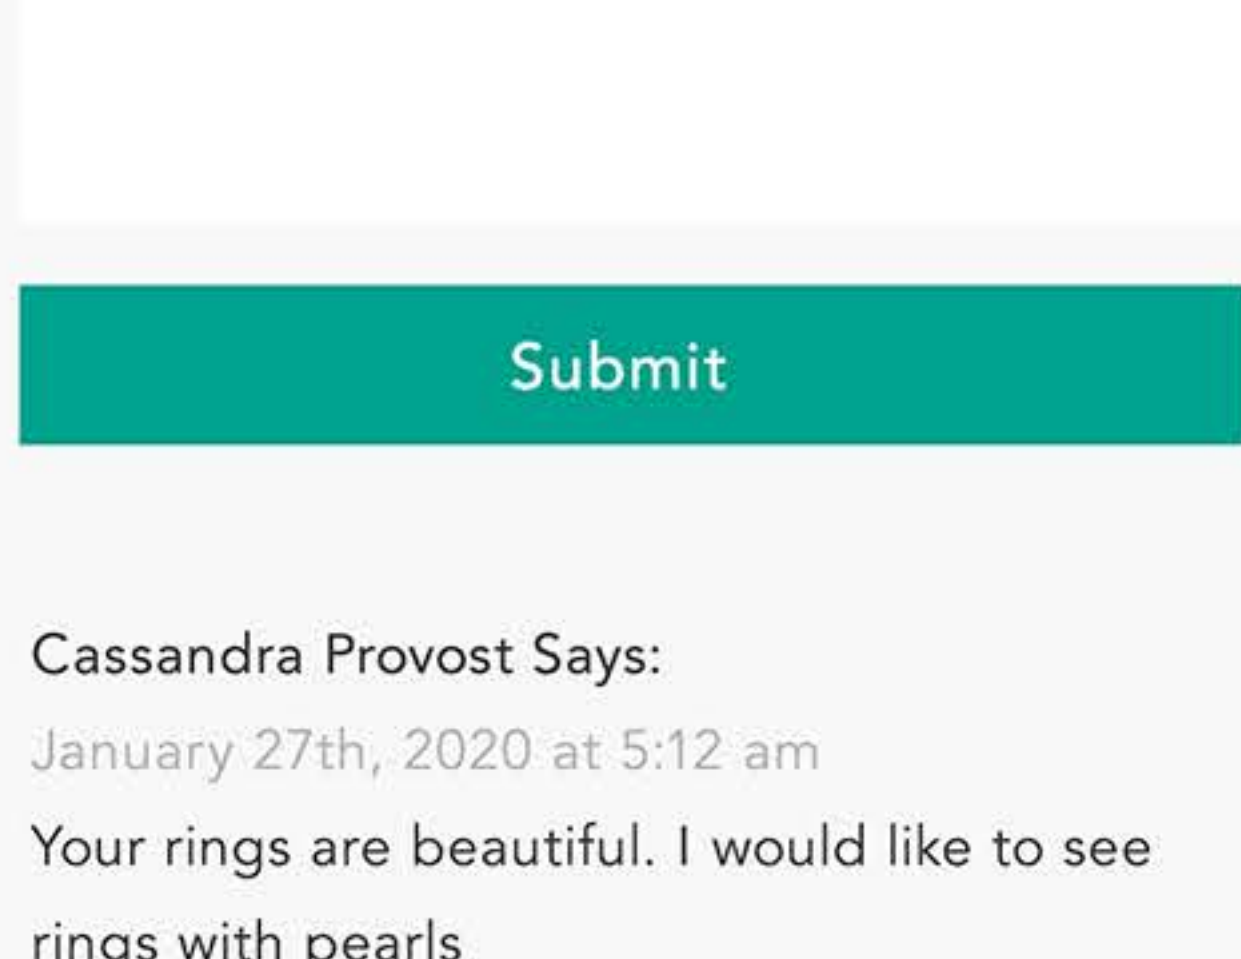 Submit
Cassandra Provost Says:
January 27th, 2020 at 5:12 am
Your rings are beautiful. I would like to see
rings with pearls